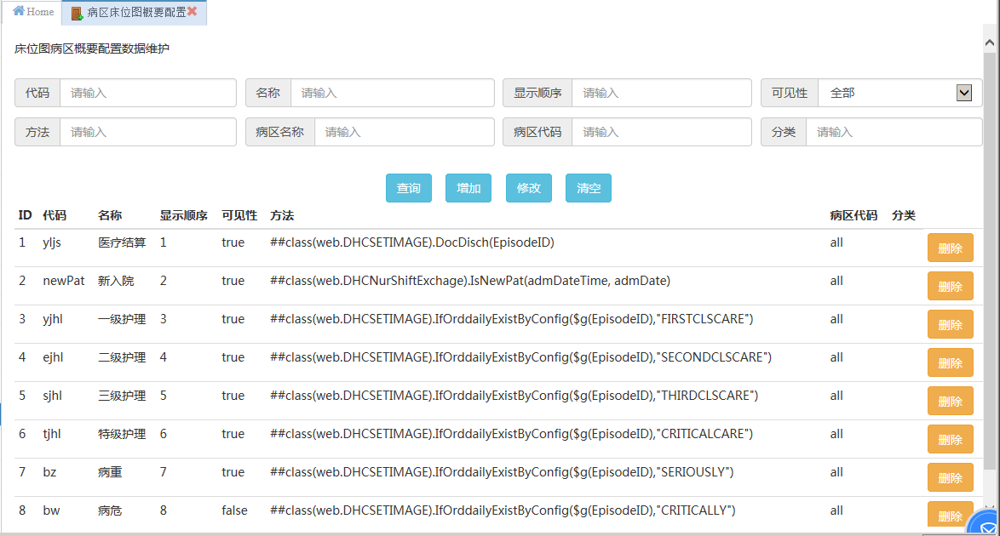 Home 病区床位图概要配置
床位图病区概要配置数据维护
代码 请输入 名称 请输入 显示顺序 请输入 可见性 全部
方法 请输入 病区名称 请输入 病区代码 请输入 分类 请输入
查询 增加 修改 清空
ID 代码 名称 显示顺序 可见性 方法 病区代码 分类
1 yljs 医疗结算 1 true ##class(web.DHCSETIMAGE).DocDisch(EpisodeID) all 删除
2 newPat 新入院 2 true ##class(web.DHCNurShiftExchage).IsNewPat(admDateTime, admDate) all 删除
3 yjhl 一级护理 3 true ##class(web.DHCSETIMAGE).IfOrddailyExistByConfig($g(EpisodeID),"FIRSTCLSCARE") all 删除
4 ejhl 二级护理 4 true ##class(web.DHCSETIMAGE).IfOrddailyExistByConfig($g(EpisodeID),"SECONDCLSCARE") all 删除
5 sjhl 三级护理 5 true ##class(web.DHCSETIMAGE).IfOrddailyExistByConfig($g(EpisodeID),"THIRDCLSCARE") all 删除
6 tjhl 特级护理 6 true ##class(web.DHCSETIMAGE).IfOrddailyExistByConfig($g(EpisodeID),"CRITICALCARE") all 删除
7 bz 病重 7 true ##class(web.DHCSETIMAGE).IfOrddailyExistByConfig($g(EpisodeID),"SERIOUSLY") all 删除
8 bw 病危 8 false ##class(web.DHCSETIMAGE).IfOrddailyExistByConfig($g(EpisodeID),"CRITICALLY") all 删除